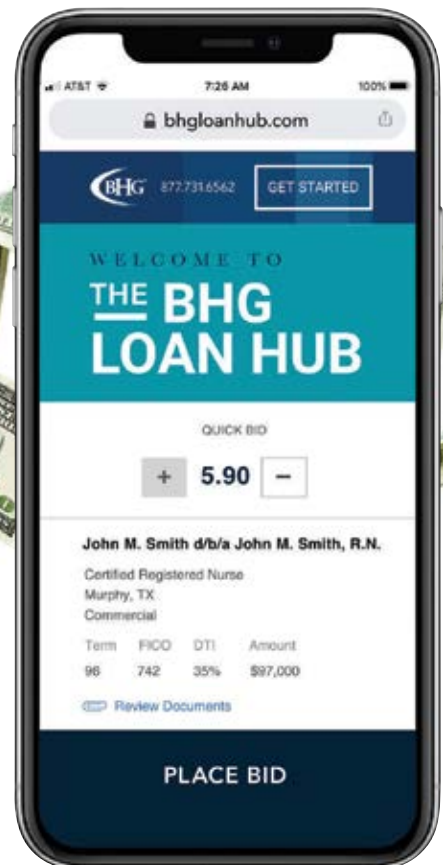 AT&T 7:26 AM 100%
bhgloanhub.com
BHG 877.731.6562 GET STARTED
WELCOME TO
THE BHG
LOAN HUB
QUICK BID
+ 5.90 −
John M. Smith d/b/a John M. Smith, R.N.
Certified Registered Nurse
Murphy, TX
Commercial
Term FICO DTI Amount
96 742 35% $97,000
Review Documents
PLACE BID